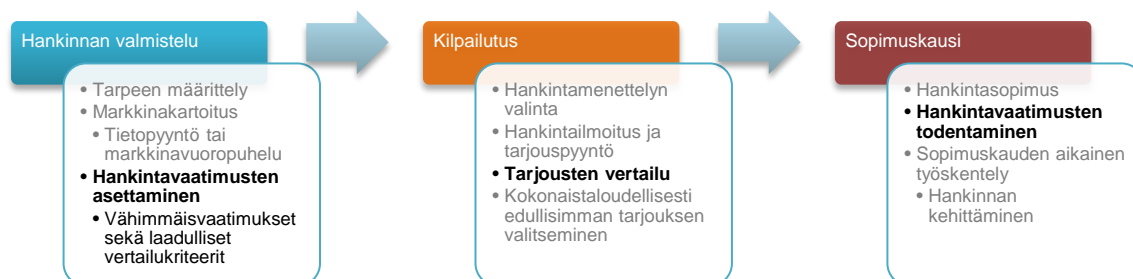 Hankinnan valmistelu
• Tarpeen määrittely
• Markkinakartoitus
• Tietopyyntö tai
markkinavuoropuhelu
• Hankintavaatimusten
asettaminen
• Vähimmäisvaatimukset
sekä laadulliset
vertailukriteerit
Kilpailutus
• Hankintamenettelyn
valinta
• Hankintailmoitus ja
tarjouspyyntö
• Tarjousten vertailu
• Kokonaistaloudellisesti
edullisimman tarjouksen
valitseminen
Sopimuskausi
• Hankintasopimus
• Hankintavaatimusten
todentaminen
• Sopimuskauden aikainen
työskentely
• Hankinnan
kehittäminen